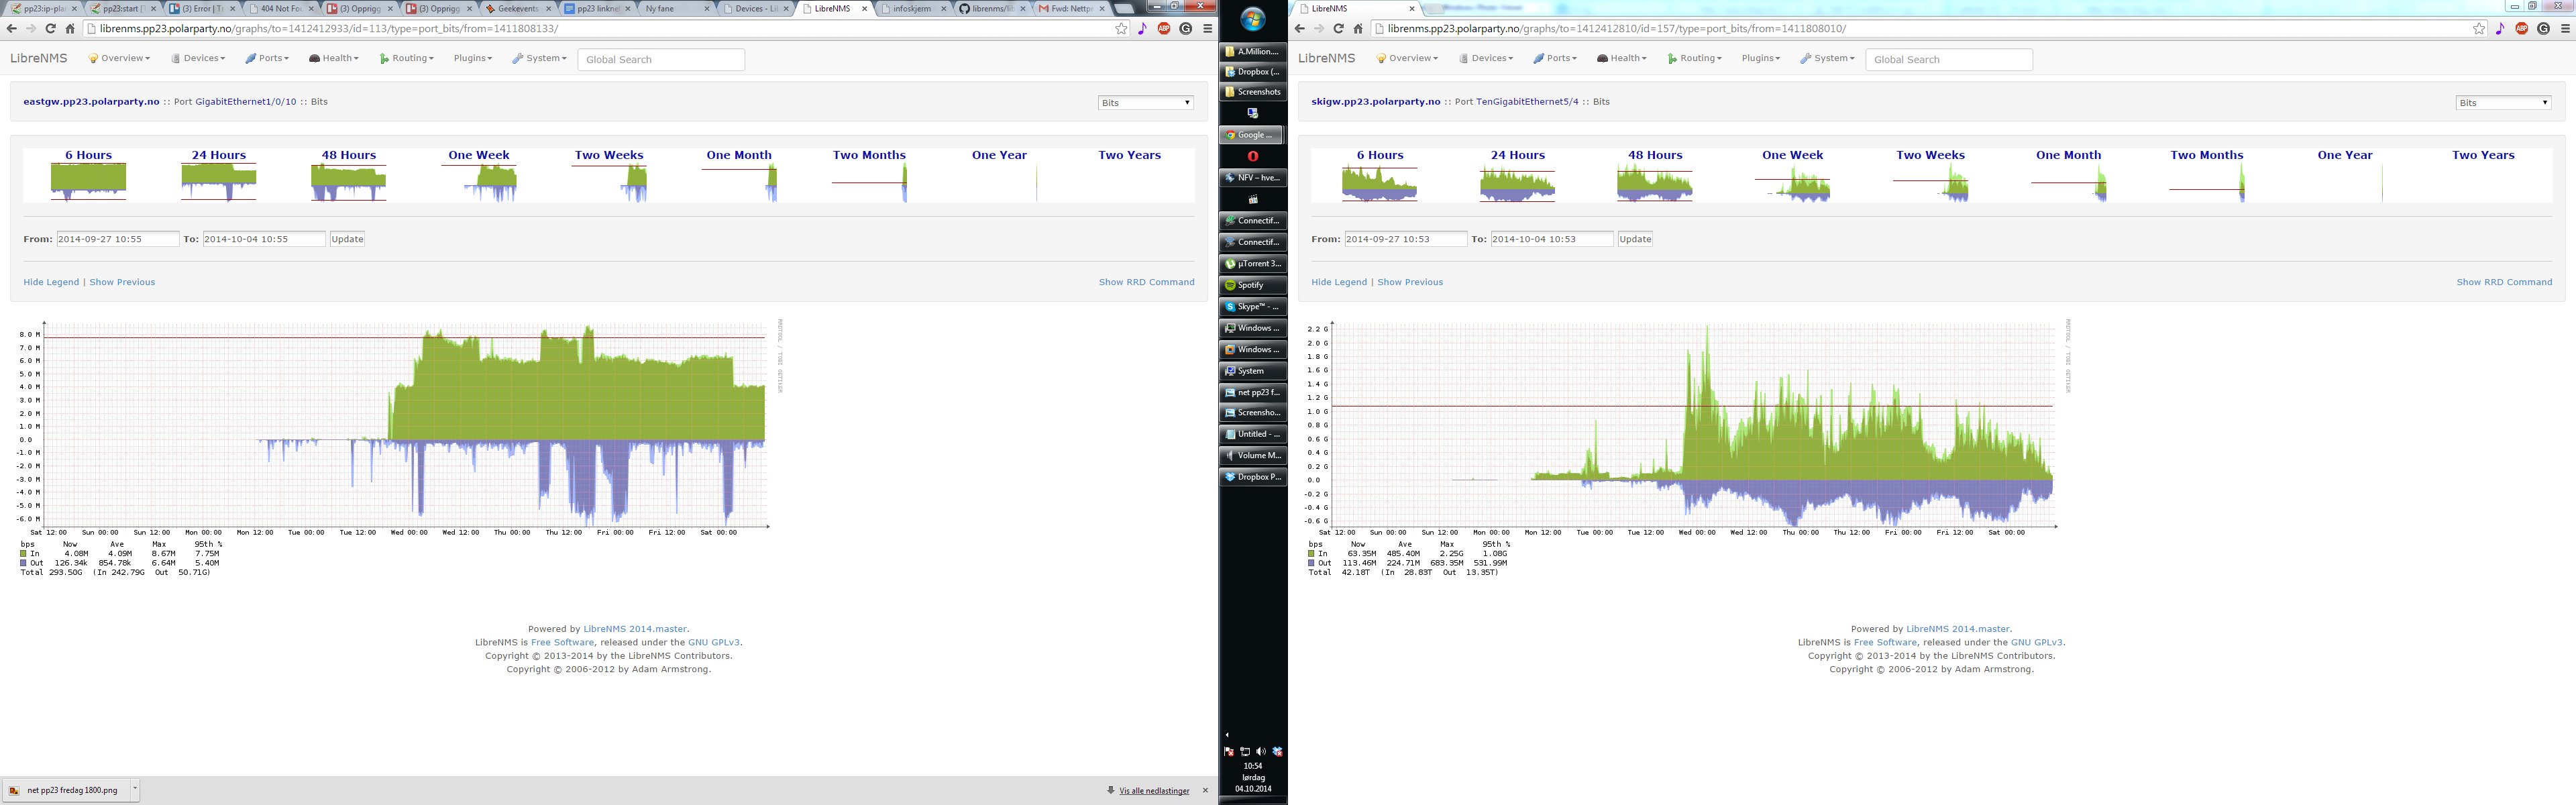 pp23:ip-pla
pp23:start [
(3) Error | T
404 Not Fou
(3) Opprigg
(3) Opprigg
Geekevents
pp23 linknet
Ny fane
Devices - Li
LibreNMS
infoskjerm
librenms/li
Fwd: Nettpr
librenms.pp23.polarparty.no/graphs/to=1412412933/id=113/type=port_bits/from=1411808133/
LibreNMS Overview Devices Ports Health Routing Plugins System Global Search
eastgw.pp23.polarparty.no :: Port GigabitEthernet1/0/10 :: Bits
Bits
6 Hours 24 Hours 48 Hours One Week Two Weeks One Month Two Months One Year Two Years
From: 2014-09-27 10:55 To: 2014-10-04 10:55 Update
Hide Legend | Show Previous
Show RRD Command
RRDTOOL / TOBI OETIKER
8.0 M
7.0 M
6.0 M
5.0 M
4.0 M
3.0 M
2.0 M
1.0 M
0.0
-1.0 M
-2.0 M
-3.0 M
-4.0 M
-5.0 M
-6.0 M
Sat 12:00 Sun 00:00 Sun 12:00 Mon 00:00 Mon 12:00 Tue 00:00 Tue 12:00 Wed 00:00 Wed 12:00 Thu 00:00 Thu 12:00 Fri 00:00 Fri 12:00 Sat 00:00
bps Now Ave Max 95th %
In 4.08M 4.09M 8.67M 7.75M
Out 126.34k 854.78k 6.64M 5.40M
Total 293.50G (In 242.79G Out 50.71G)
Powered by LibreNMS 2014.master.
LibreNMS is Free Software, released under the GNU GPLv3.
Copyright © 2013-2014 by the LibreNMS Contributors.
Copyright © 2006-2012 by Adam Armstrong.
net pp23 fredag 1800.png
Vis alle nedlastinger
A.Million....
Dropbox (...
Screenshots
Google ...
NFV – hve...
Connectif...
Connectif...
µTorrent 3...
Spotify
Skype™ - ...
Windows ...
Windows ...
System
net pp23 f...
Screensho...
Untitled - ...
Volume M...
Dropbox P...
10:54
lørdag
04.10.2014
LibreNMS
librenms.pp23.polarparty.no/graphs/to=1412412810/id=157/type=port_bits/from=1411808010/
LibreNMS Overview Devices Ports Health Routing Plugins System Global Search
skigw.pp23.polarparty.no :: Port TenGigabitEthernet5/4 :: Bits
Bits
6 Hours 24 Hours 48 Hours One Week Two Weeks One Month Two Months One Year Two Years
From: 2014-09-27 10:53 To: 2014-10-04 10:53 Update
Hide Legend | Show Previous
Show RRD Command
RRDTOOL / TOBI OETIKER
2.2 G
2.0 G
1.8 G
1.6 G
1.4 G
1.2 G
1.0 G
0.8 G
0.6 G
0.4 G
0.2 G
0.0
-0.2 G
-0.4 G
-0.6 G
Sat 12:00 Sun 00:00 Sun 12:00 Mon 00:00 Mon 12:00 Tue 00:00 Tue 12:00 Wed 00:00 Wed 12:00 Thu 00:00 Thu 12:00 Fri 00:00 Fri 12:00 Sat 00:00
bps Now Ave Max 95th %
In 63.35M 485.40M 2.25G 1.08G
Out 113.46M 224.71M 683.35M 531.99M
Total 42.18T (In 28.83T Out 13.35T)
Powered by LibreNMS 2014.master.
LibreNMS is Free Software, released under the GNU GPLv3.
Copyright © 2013-2014 by the LibreNMS Contributors.
Copyright © 2006-2012 by Adam Armstrong.